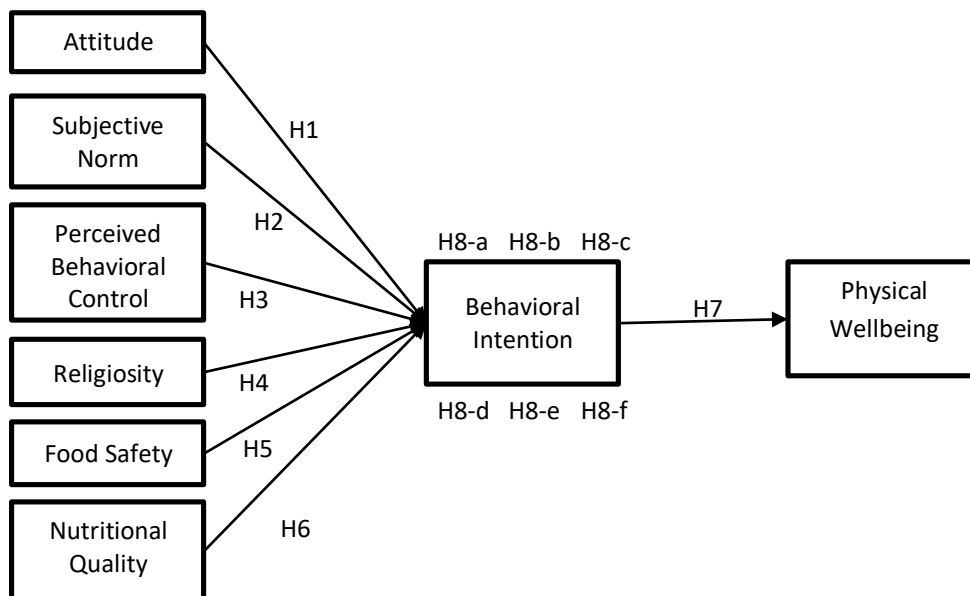 Attitude
H1
Subjective
Norm
H2
Perceived
Behavioral
Control
H3
Religiosity
H4
Food Safety
H5
Nutritional
Quality
H6
H8-a H8-b H8-c
Behavioral
Intention
H8-d H8-e H8-f
H7
Physical
Wellbeing